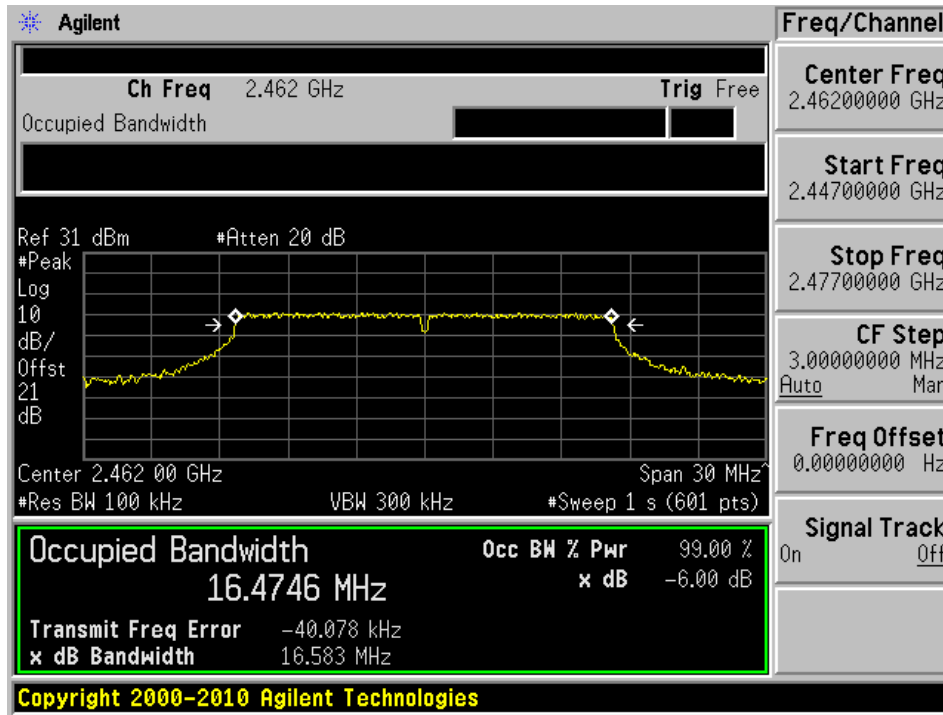 Agilent
Freq/Channel
Ch Freq 2.462 GHz Trig Free
Occupied Bandwidth
Center Freq
2.46200000 GHz
Start Freq
2.44700000 GHz
Stop Freq
2.47700000 GHz
CF Step
3.00000000 MHz
Auto Man
Freq Offset
0.00000000 Hz
Signal Track
On Off
Ref 31 dBm #Atten 20 dB
#Peak
Log
10
dB/
Offst
21
dB
Center 2.462 00 GHz Span 30 MHz^
#Res BW 100 kHz VBW 300 kHz #Sweep 1 s (601 pts)
Occupied Bandwidth Occ BW % Pwr 99.00 %
16.4746 MHz x dB -6.00 dB
Transmit Freq Error -40.078 kHz
x dB Bandwidth 16.583 MHz
Copyright 2000-2010 Agilent Technologies